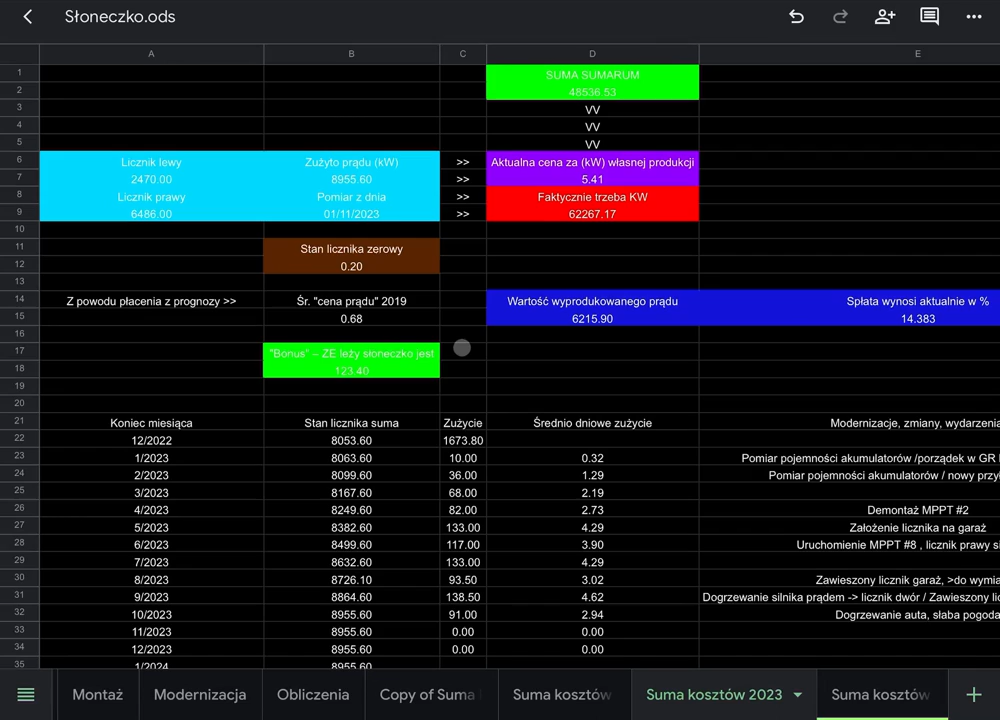 Słoneczko.ods
A B C D E
1 SUMA SUMARUM
2 48536.53
3 VV
4 VV
5 VV
6 Licznik lewy Zużyto prądu (kW) >> Aktualna cena za (kW) własnej produkcji
7 2470.00 8955.60 >> 5.41
8 Licznik prawy Pomiar z dnia >> Faktycznie trzeba KW
9 6486.00 01/11/2023 >> 62267.17
10
11 Stan licznika zerowy
12 0.20
13
14 Z powodu płacenia z prognozy >> Śr. "cena prądu" 2019 Wartość wyprodukowanego prądu Spłata wynosi aktualnie w %
15 0.68 6215.90 14.383
16
17 "Bonus" – ZE leży słoneczko jest
18 123.40
19
20
21 Koniec miesiąca Stan licznika suma Zużycie Średnio dniowe zużycie Modernizacje, zmiany, wydarzenia
22 12/2022 8053.60 1673.80
23 1/2023 8063.60 10.00 0.32 Pomiar pojemności akumulatorów /porządek w GR
24 2/2023 8099.60 36.00 1.29 Pomiar pojemności akumulatorów / nowy przy
25 3/2023 8167.60 68.00 2.19
26 4/2023 8249.60 82.00 2.73 Demontaż MPPT #2
27 5/2023 8382.60 133.00 4.29 Założenie licznika na garaż
28 6/2023 8499.60 117.00 3.90 Uruchomienie MPPT #8 , licznik prawy s
29 7/2023 8632.60 133.00 4.29
30 8/2023 8726.10 93.50 3.02 Zawieszony licznik garaż, >do wymia
31 9/2023 8864.60 138.50 4.62 Dogrzewanie silnika prądem -> licznik dwór / Zawieszony lic
32 10/2023 8955.60 91.00 2.94 Dogrzewanie auta, słaba pogoda
33 11/2023 8955.60 0.00 0.00
34 12/2023 8955.60 0.00 0.00
35 1/2024 8955.60
Montaż Modernizacja Obliczenia Copy of Suma Suma kosztów Suma kosztów 2023 Suma kosztów